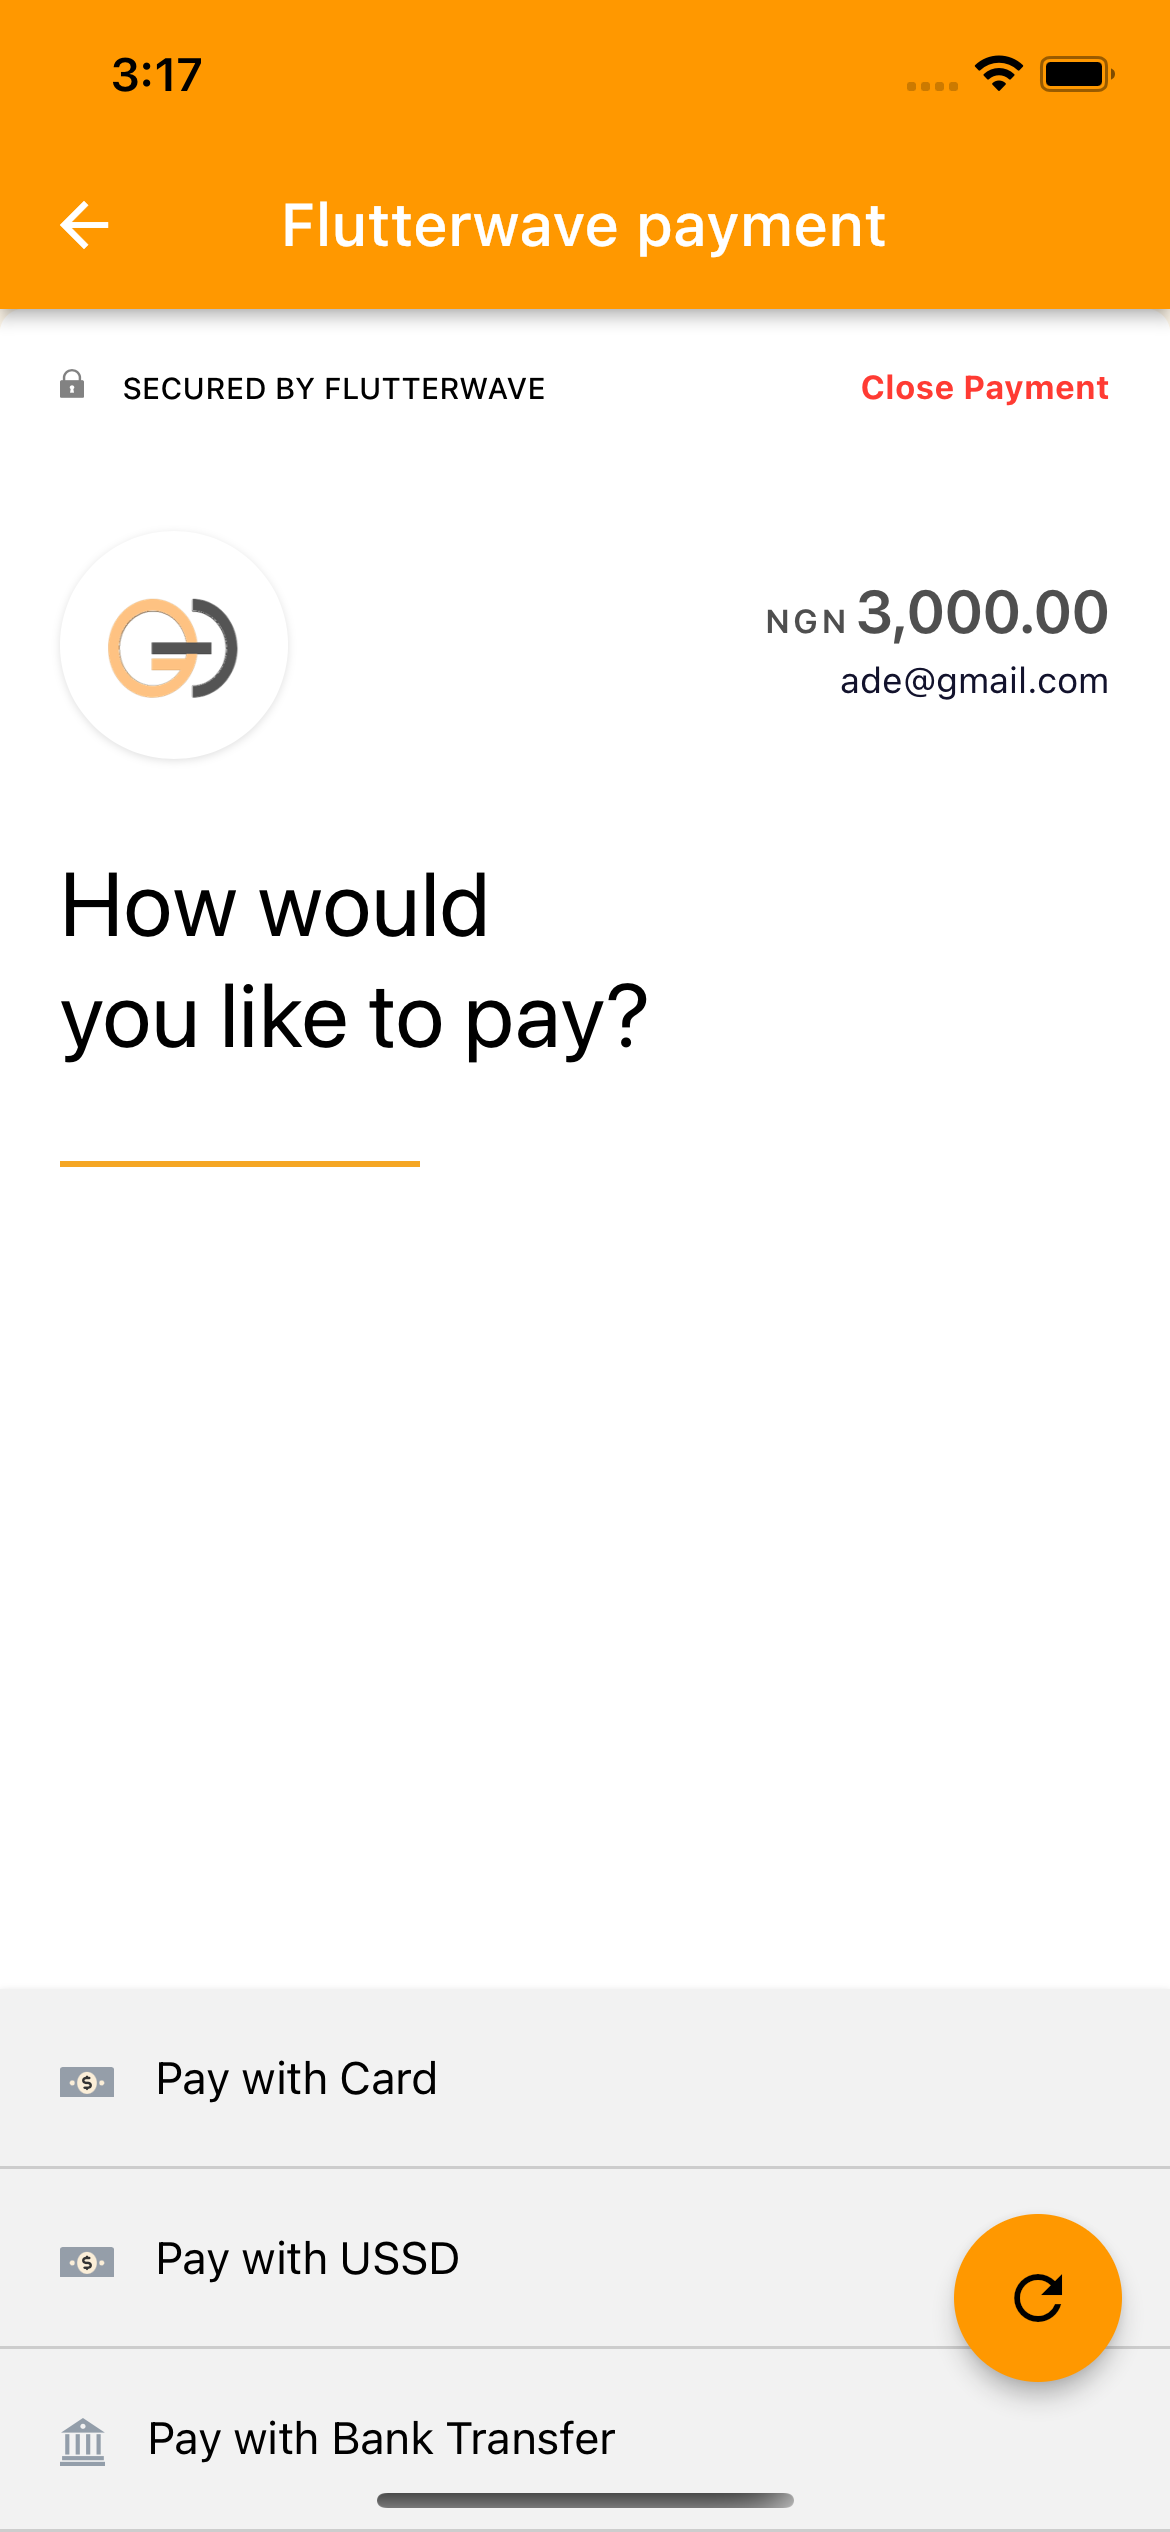 3:17
Flutterwave payment
SECURED BY FLUTTERWAVE
Close Payment
NGN 3,000.00
ade@gmail.com
How would
you like to pay?
Pay with Card
Pay with USSD
Pay with Bank Transfer